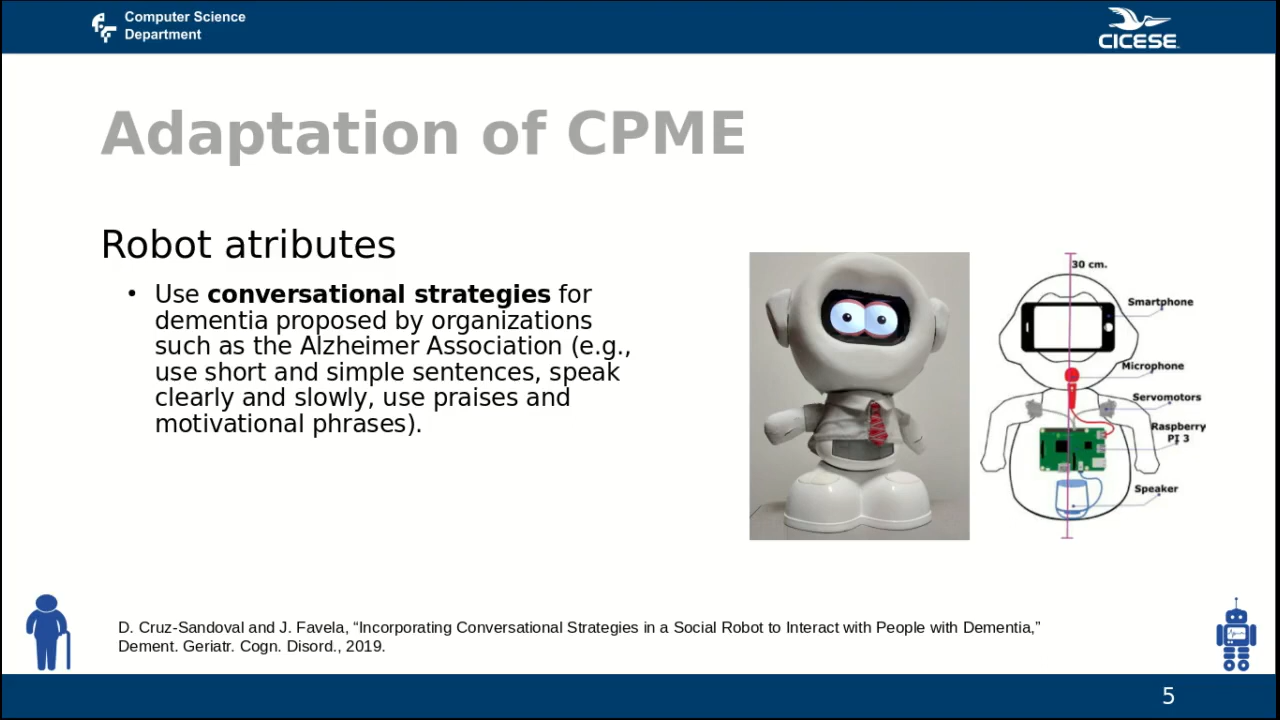 Computer Science
Department
CICESE
Adaptation of CPME
Robot atributes
• Use conversational strategies for
dementia proposed by organizations
such as the Alzheimer Association (e.g.,
use short and simple sentences, speak
clearly and slowly, use praises and
motivational phrases).
30 cm.
Smartphone
Microphone
Servomotors
Raspberry
PI 3
Speaker
D. Cruz-Sandoval and J. Favela, “Incorporating Conversational Strategies in a Social Robot to Interact with People with Dementia,”
Dement. Geriatr. Cogn. Disord., 2019.
5